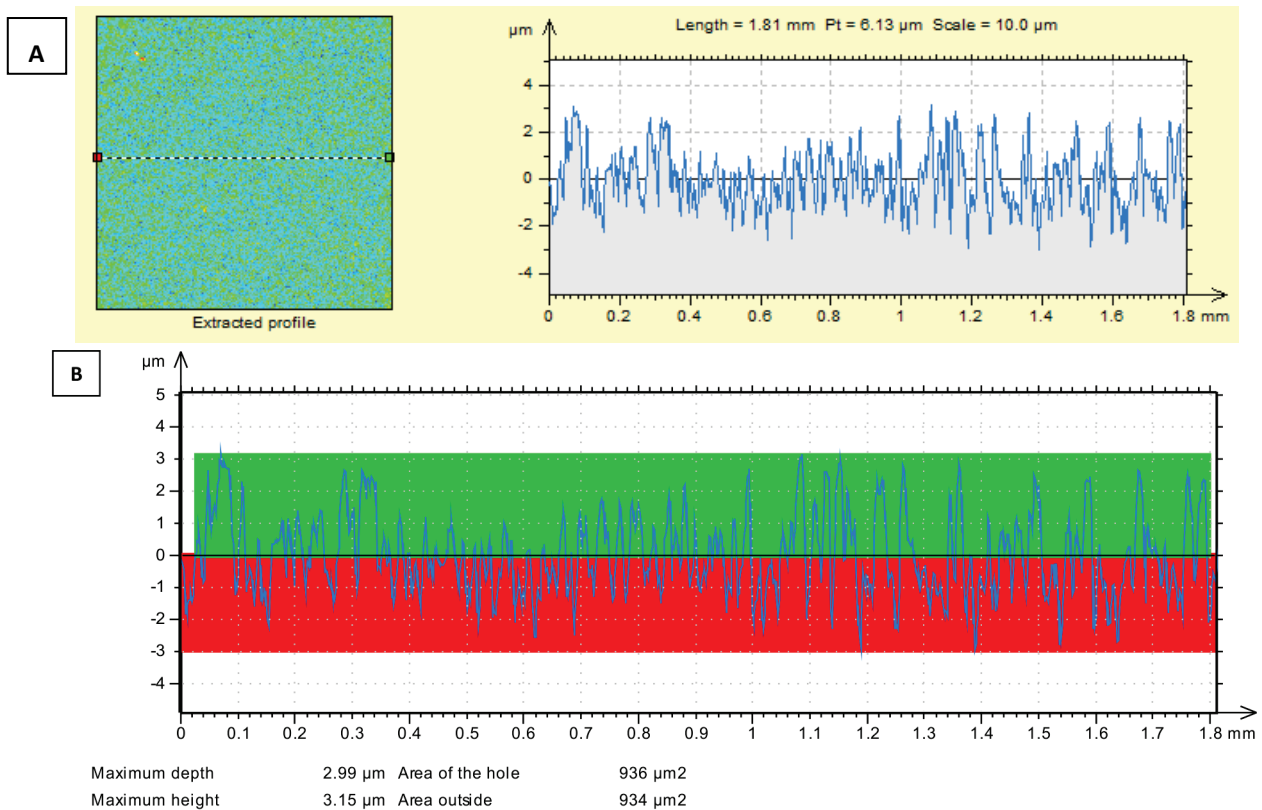 A
Length = 1.81 mm Pt = 6.13 µm Scale = 10.0 µm
µm
4
2
0
-2
-4
0 0.2 0.4 0.6 0.8 1 1.2 1.4 1.6 1.8 mm
Extracted profile
B
µm
5
4
3
2
1
0
-1
-2
-3
-4
0 0.1 0.2 0.3 0.4 0.5 0.6 0.7 0.8 0.9 1 1.1 1.2 1.3 1.4 1.5 1.6 1.7 1.8 mm
Maximum depth 2.99 µm Area of the hole 936 µm2
Maximum height 3.15 µm Area outside 934 µm2